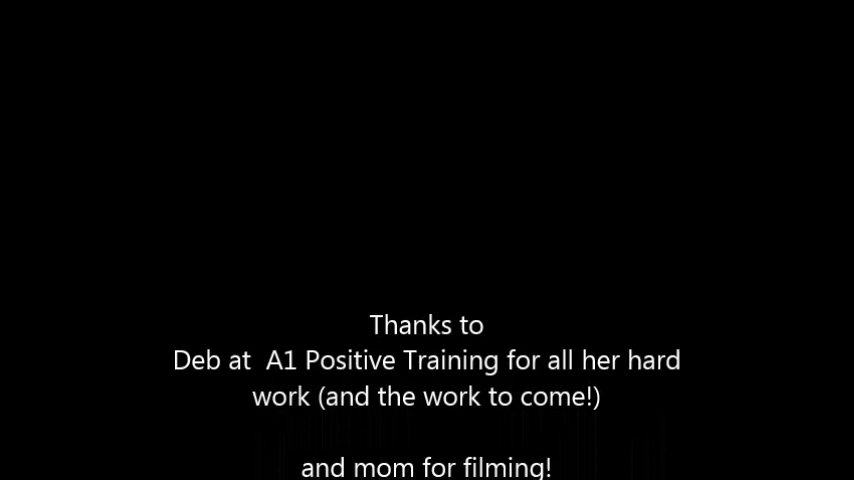 Thanks to
Deb at  A1 Positive Training for all her hard
work (and the work to come!)
and mom for filming!